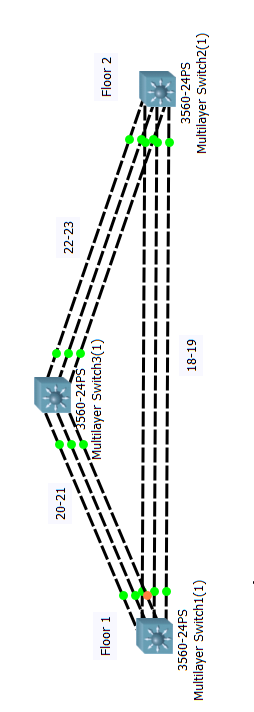 Floor 2
3560-24PS
Multilayer Switch2(1)
22-23
18-19
3560-24PS
Multilayer Switch3(1)
20-21
Floor 1
3560-24PS
Multilayer Switch1(1)